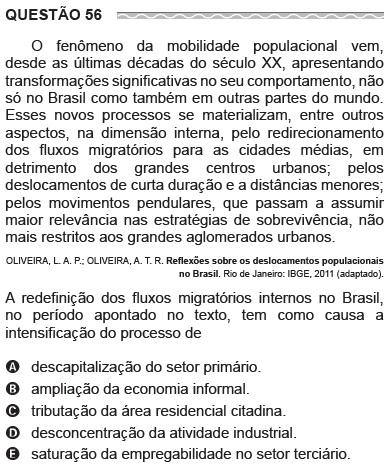 QUESTÃO 56
O fenômeno da mobilidade populacional vem,
desde as últimas décadas do século XX, apresentando
transformações significativas no seu comportamento, não
só no Brasil como também em outras partes do mundo.
Esses novos processos se materializam, entre outros
aspectos, na dimensão interna, pelo redirecionamento
dos fluxos migratórios para as cidades médias, em
detrimento dos grandes centros urbanos; pelos
deslocamentos de curta duração e a distâncias menores;
pelos movimentos pendulares, que passam a assumir
maior relevância nas estratégias de sobrevivência, não
mais restritos aos grandes aglomerados urbanos.
OLIVEIRA, L. A. P.; OLIVEIRA, A. T. R. Reflexões sobre os deslocamentos populacionais
no Brasil. Rio de Janeiro: IBGE, 2011 (adaptado).
A redefinição dos fluxos migratórios internos no Brasil,
no período apontado no texto, tem como causa a
intensificação do processo de
A descapitalização do setor primário.
B ampliação da economia informal.
C tributação da área residencial citadina.
D desconcentração da atividade industrial.
E saturação da empregabilidade no setor terciário.